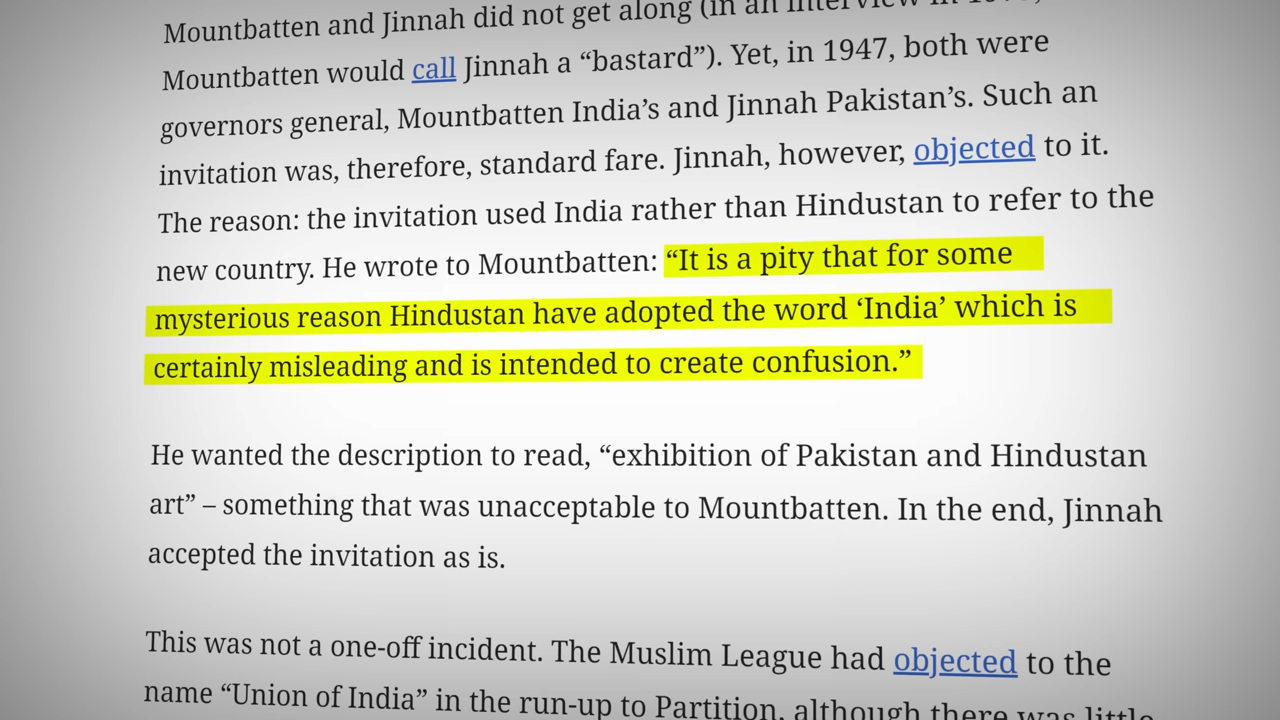 Mountbatten and Jinnah did not get along (in an interview in
Mountbatten would call Jinnah a “bastard”). Yet, in 1947, both were
governors general, Mountbatten India’s and Jinnah Pakistan’s. Such an
invitation was, therefore, standard fare. Jinnah, however, objected to it.
The reason: the invitation used India rather than Hindustan to refer to the
new country. He wrote to Mountbatten: “It is a pity that for some
mysterious reason Hindustan have adopted the word ‘India’ which is
certainly misleading and is intended to create confusion.”
He wanted the description to read, “exhibition of Pakistan and Hindustan
art” – something that was unacceptable to Mountbatten. In the end, Jinnah
accepted the invitation as is.
This was not a one-off incident. The Muslim League had objected to the
name “Union of India” in the run-up to Partition, although there was little